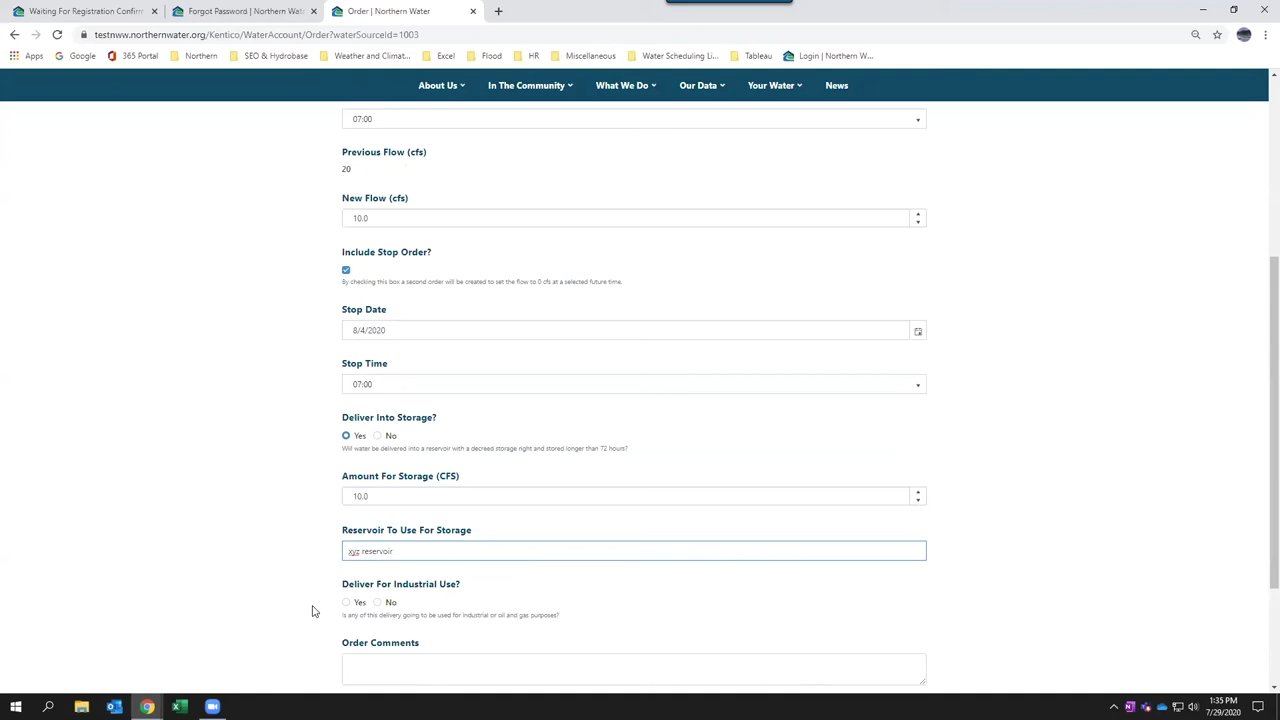 Waiting For Registration Confirm
Forgot Password | Northern Wat
Order | Northern Water
testnww.northernwater.org/Kentico/WaterAccount/Order?waterSourceId=1003
Apps
Google
365 Portal
Northern
SEO & Hydrobase
Weather and Climat...
Excel
Flood
HR
Miscellaneous
Water Scheduling Li...
Tableau
Login | Northern W...
About Us
In The Community
What We Do
Our Data
Your Water
News
07:00
Previous Flow (cfs)
20
New Flow (cfs)
10.0
Include Stop Order?
By checking this box a second order will be created to set the flow to 0 cfs at a selected future time.
Stop Date
8/4/2020
Stop Time
07:00
Deliver Into Storage?
Yes No
Will water be delivered into a reservoir with a decreed storage right and stored longer than 72 hours?
Amount For Storage (CFS)
10.0
Reservoir To Use For Storage
xyz reservoir
Deliver For Industrial Use?
Yes No
Is any of this delivery going to be used for industrial or oil and gas purposes?
Order Comments
1:35 PM
7/29/2020